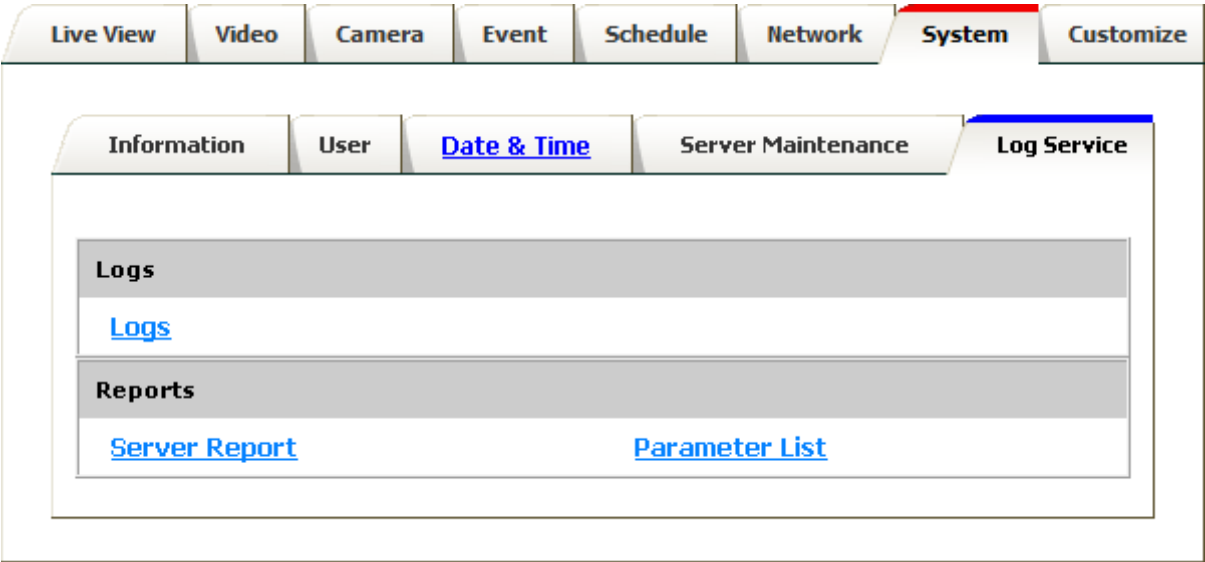 Live View Video Camera Event Schedule Network System Customize
Information User Date & Time Server Maintenance Log Service
Logs
Logs
Reports
Server Report Parameter List